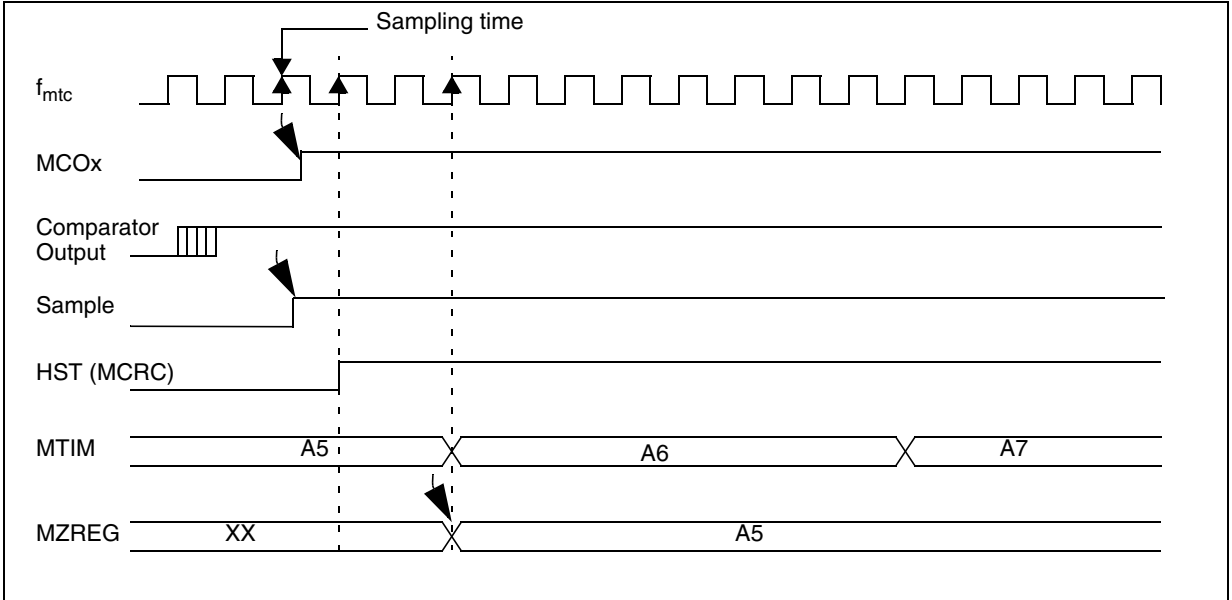 Sampling time
fmtc
MCOx
Comparator
Output
Sample
HST (MCRC)
MTIM A5 A6 A7
MZREG XX A5